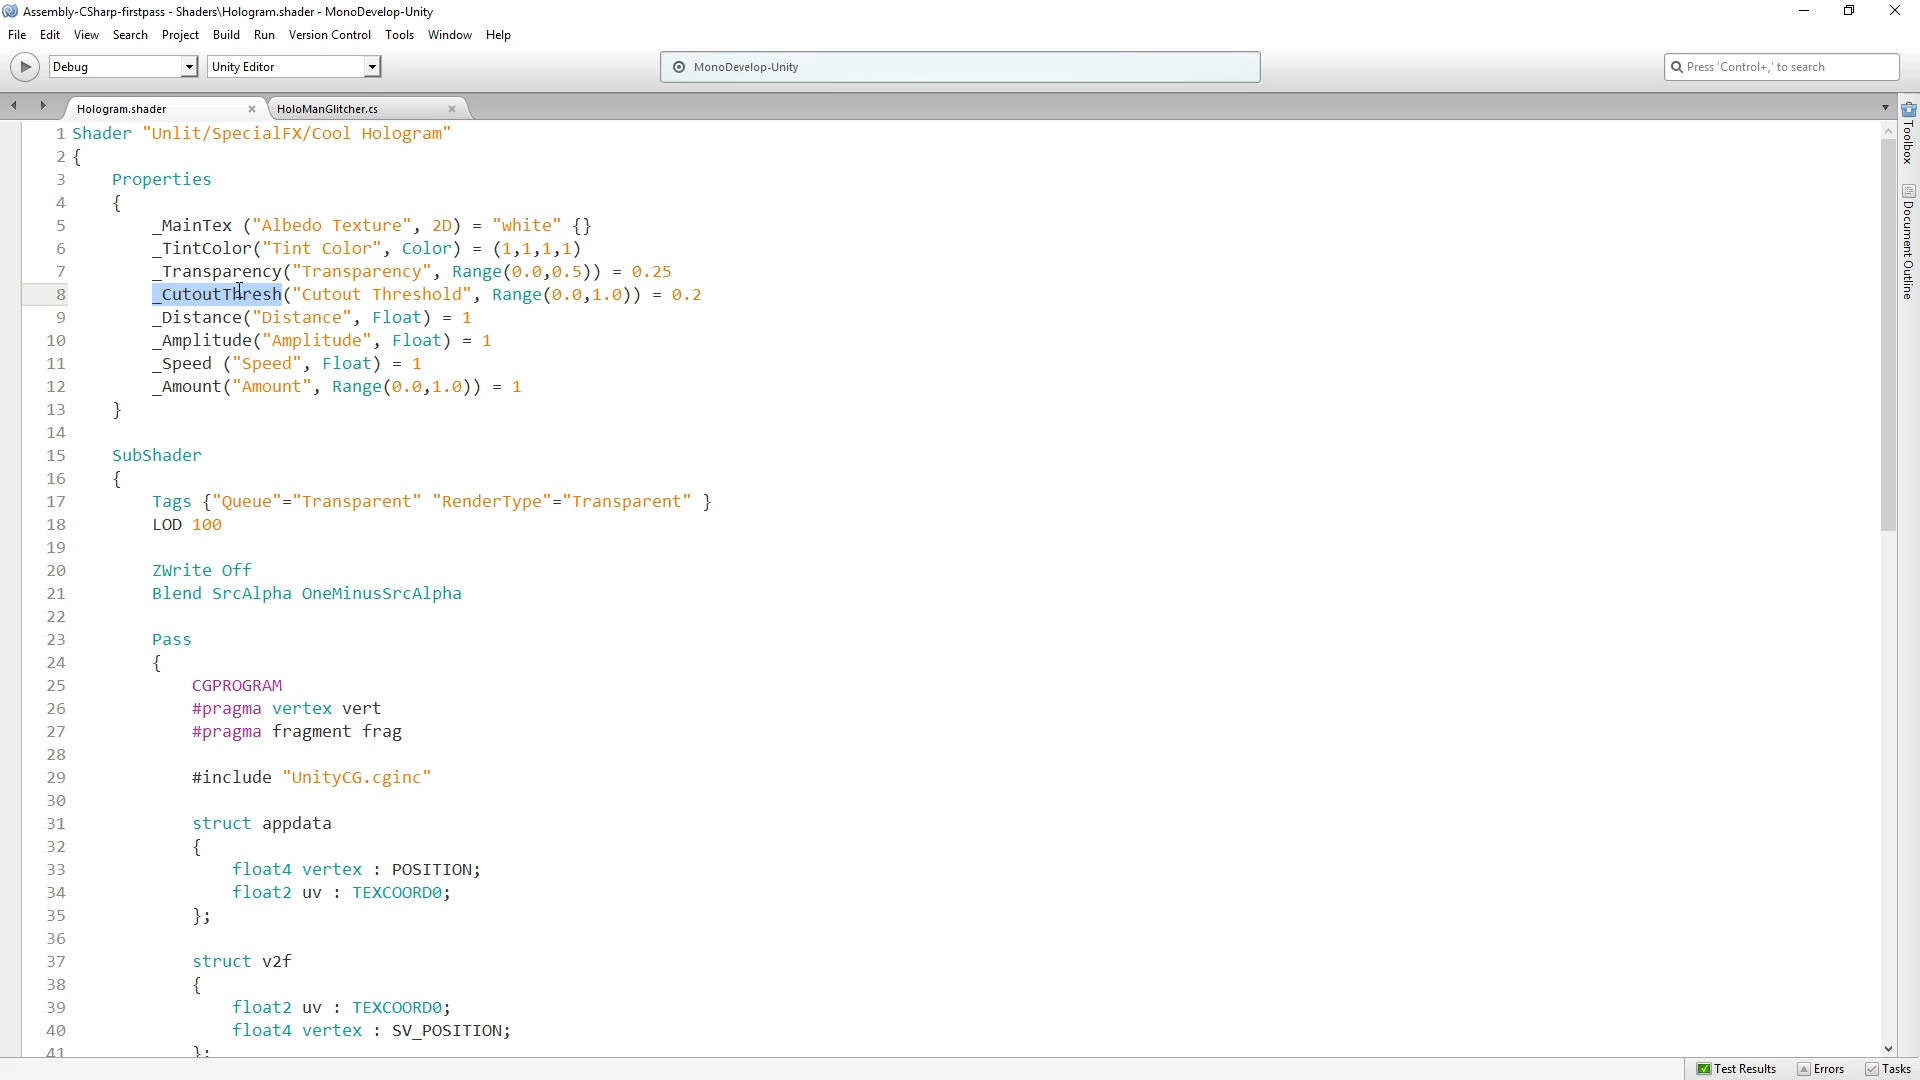 Assembly-CSharp-firstpass - Shaders\Hologram.shader - MonoDevelop-Unity
File Edit View Search Project Build Run Version Control Tools Window Help
Debug Unity Editor MonoDevelop-Unity Press 'Control+,' to search
Hologram.shader HoloManGlitcher.cs
Toolbox
Document Outline
1 Shader "Unlit/SpecialFX/Cool Hologram"
2 {
3 Properties
4 {
5 _MainTex ("Albedo Texture", 2D) = "white" {}
6 _TintColor("Tint Color", Color) = (1,1,1,1)
7 _Transparency("Transparency", Range(0.0,0.5)) = 0.25
8 _CutoutThresh("Cutout Threshold", Range(0.0,1.0)) = 0.2
9 _Distance("Distance", Float) = 1
10 _Amplitude("Amplitude", Float) = 1
11 _Speed ("Speed", Float) = 1
12 _Amount("Amount", Range(0.0,1.0)) = 1
13 }
14
15 SubShader
16 {
17 Tags {"Queue"="Transparent" "RenderType"="Transparent" }
18 LOD 100
19
20 ZWrite Off
21 Blend SrcAlpha OneMinusSrcAlpha
22
23 Pass
24 {
25 CGPROGRAM
26 #pragma vertex vert
27 #pragma fragment frag
28
29 #include "UnityCG.cginc"
30
31 struct appdata
32 {
33 float4 vertex : POSITION;
34 float2 uv : TEXCOORD0;
35 };
36
37 struct v2f
38 {
39 float2 uv : TEXCOORD0;
40 float4 vertex : SV_POSITION;
41 };
Test Results Errors Tasks